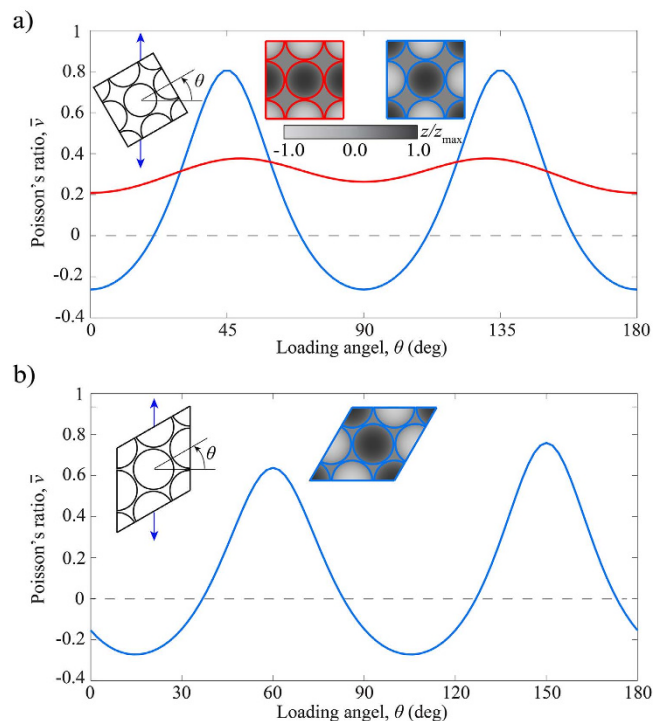 a)
1
0.8
0.6
0.4
0.2
0
-0.2
-0.4
Poisson's ratio, ν̅
θ
z/zmax
-1.0 0.0 1.0
0 45 90 135 180
Loading angel, θ (deg)
b)
1
0.8
0.6
0.4
0.2
0
-0.2
-0.4
Poisson's ratio, ν̅
θ
0 30 60 90 120 150 180
Loading angel, θ (deg)